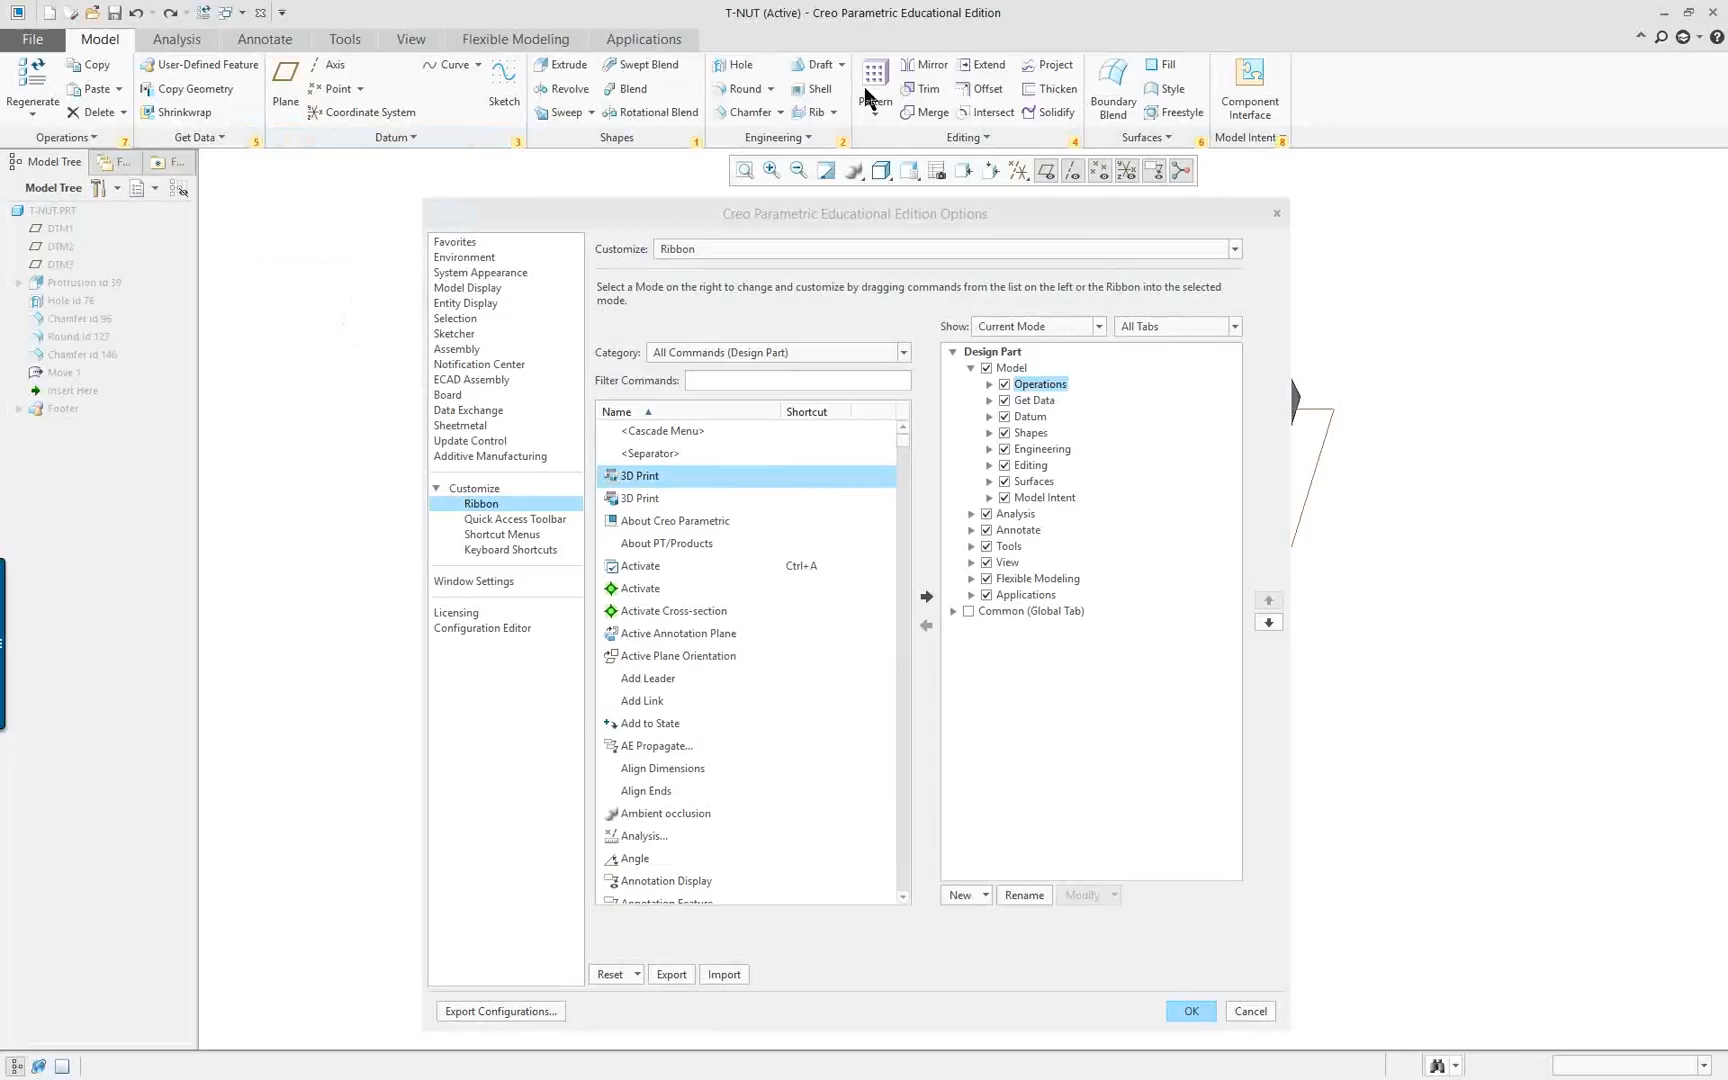 T-NUT (Active) - Creo Parametric Educational Edition
File Model Analysis Annotate Tools View Flexible Modeling Applications
Regenerate
Copy
Paste
Delete
Operations 7
User-Defined Feature
Copy Geometry
Shrinkwrap
Get Data 5
Plane
Axis
Point
Coordinate System
Curve
Sketch
Datum 3
Extrude
Revolve
Sweep
Swept Blend
Blend
Rotational Blend
Shapes 1
Hole
Round
Chamfer
Draft
Shell
Rib
Engineering 2
Mirror
Trim
Merge
Extend
Offset
Intersect
Project
Thicken
Solidify
Editing 4
Boundary
Blend
Fill
Style
Freestyle
Surfaces 6
Component
Interface
Model Intent 8
Model Tree F... F...
Model Tree
T-NUT.PRT
DTM1
DTM2
DTM3
Protrusion id 39
Hole id 76
Chamfer id 96
Round id 127
Chamfer id 146
Move 1
Insert Here
Footer
Creo Parametric Educational Edition Options
Favorites
Environment
System Appearance
Model Display
Entity Display
Selection
Sketcher
Assembly
Notification Center
ECAD Assembly
Board
Data Exchange
Sheetmetal
Update Control
Additive Manufacturing
Customize
Ribbon
Quick Access Toolbar
Shortcut Menus
Keyboard Shortcuts
Window Settings
Licensing
Configuration Editor
Customize: Ribbon
Select a Mode on the right to change and customize by dragging commands from the list on the left or the Ribbon into the selected
mode.
Category: All Commands (Design Part)
Filter Commands:
Name Shortcut
<Cascade Menu>
<Separator>
3D Print
3D Print
About Creo Parametric
About PT/Products
Activate Ctrl+A
Activate
Activate Cross-section
Active Annotation Plane
Active Plane Orientation
Add Leader
Add Link
Add to State
AE Propagate...
Align Dimensions
Align Ends
Ambient occlusion
Analysis...
Angle
Annotation Display
Annotation Feature
Show: Current Mode All Tabs
Design Part
Model
Operations
Get Data
Datum
Shapes
Engineering
Editing
Surfaces
Model Intent
Analysis
Annotate
Tools
View
Flexible Modeling
Applications
Common (Global Tab)
New Rename Modify
Reset Export Import
Export Configurations... OK Cancel